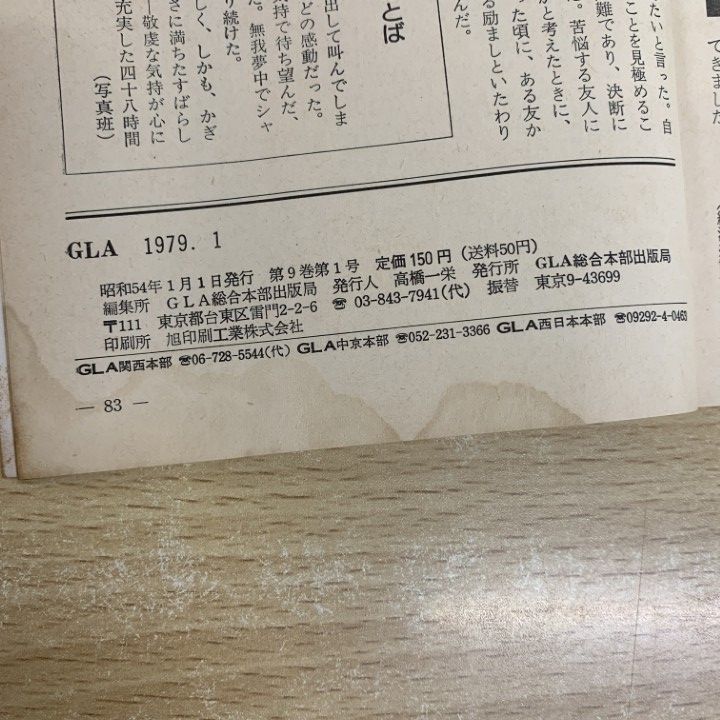 たいと言った。自
ことを見極めるこ
難であり、決断に
た。苦悩する友人に
かと考えたときに、
った頃に、ある友か
る励ましといたわり
んだ。
できました
とば
出して叫んでしま
どの感動だった。
持で待ち望んだ、
た。無我夢中でシャ
り続けた。
しく、しかも、かぎ
さに満ちたすばらし
――敬虔な気持が心に
充実した四十八時間
(写真班)
GLA 1979. 1
昭和54年1月1日発行 第9巻第1号 定価150円(送料50円)
編集所 GLA総合本部出版局 発行人 高橋一栄 発行所 GLA総合本部出版局
〒111 東京都台東区雷門2-2-6 ☎ 03-843-7941(代) 振替 東京9-43699
印刷所 旭印刷工業株式会社
GLA関西本部 ☎06-728-5544(代) GLA中京本部 ☎052-231-3366 GLA西日本本部 ☎09292-4-0463
― 83 ―